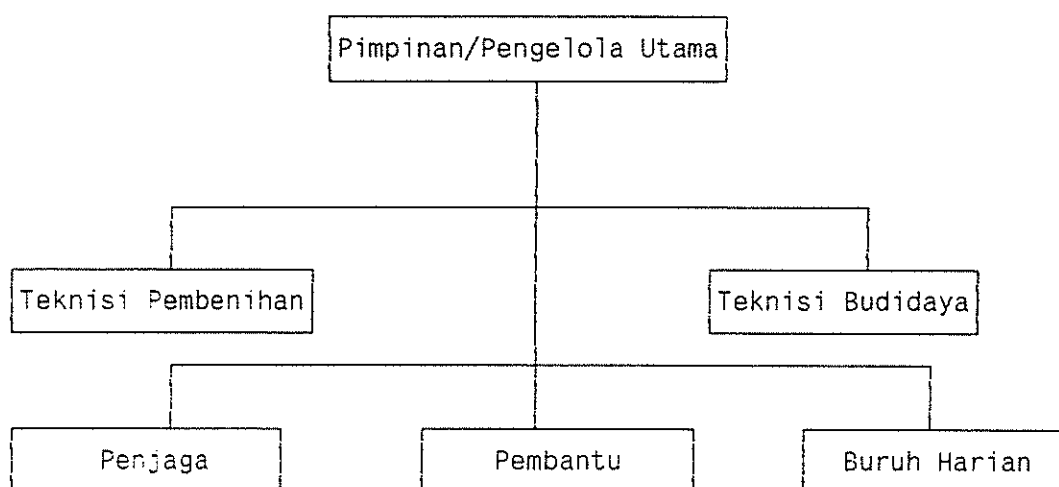 Pimpinan/Pengelola Utama
Teknisi Pembenihan
Teknisi Budidaya
Penjaga
Pembantu
Buruh Harian